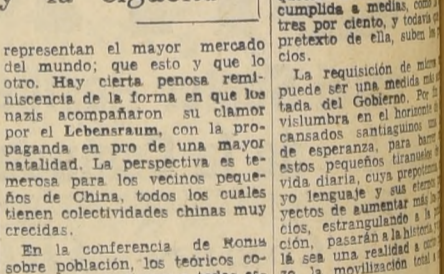 representan el mayor mercado
del mundo; que esto y que lo
otro. Hay cierta penosa remi-
niscencia de la forma en que los
nazis acompañaron su clamor
por el Lebensraum, con la pro-
paganda en pro de una mayor
natalidad. La perspectiva es te-
merosa para los vecinos peque-
ños de China, todos los cuales
tienen colectividades chinas muy
crecidas.
En la conferencia de Roma
sobre población, los teóricos co-
cumplida a medias,
tres por ciento, y todavía
pretexto de ella, suben los
cios.
La requisición de
puede ser una medida
tada del Gobierno. Por
vislumbra en el horizonte
cansados santiaguinos
de esperanza, para
estos pequeños tiranuelos
vida diaria, cuya
yo lenguaje y sus
yectos de aumentar más
cios, estrangulando a la
ción, pasarán a la historia
lá sea una realidad a
zo la movilización total